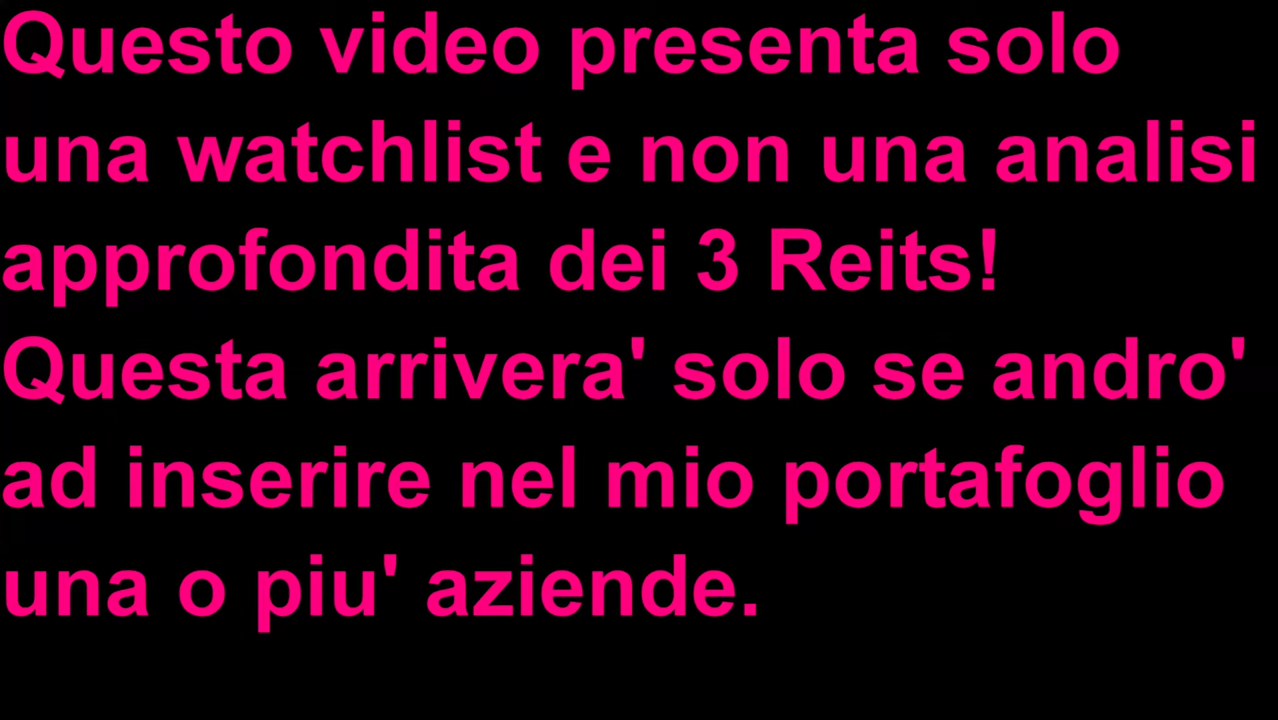 Questo video presenta solo
una watchlist e non una analisi
approfondita dei 3 Reits!
Questa arrivera' solo se andro'
ad inserire nel mio portafoglio
una o piu' aziende.